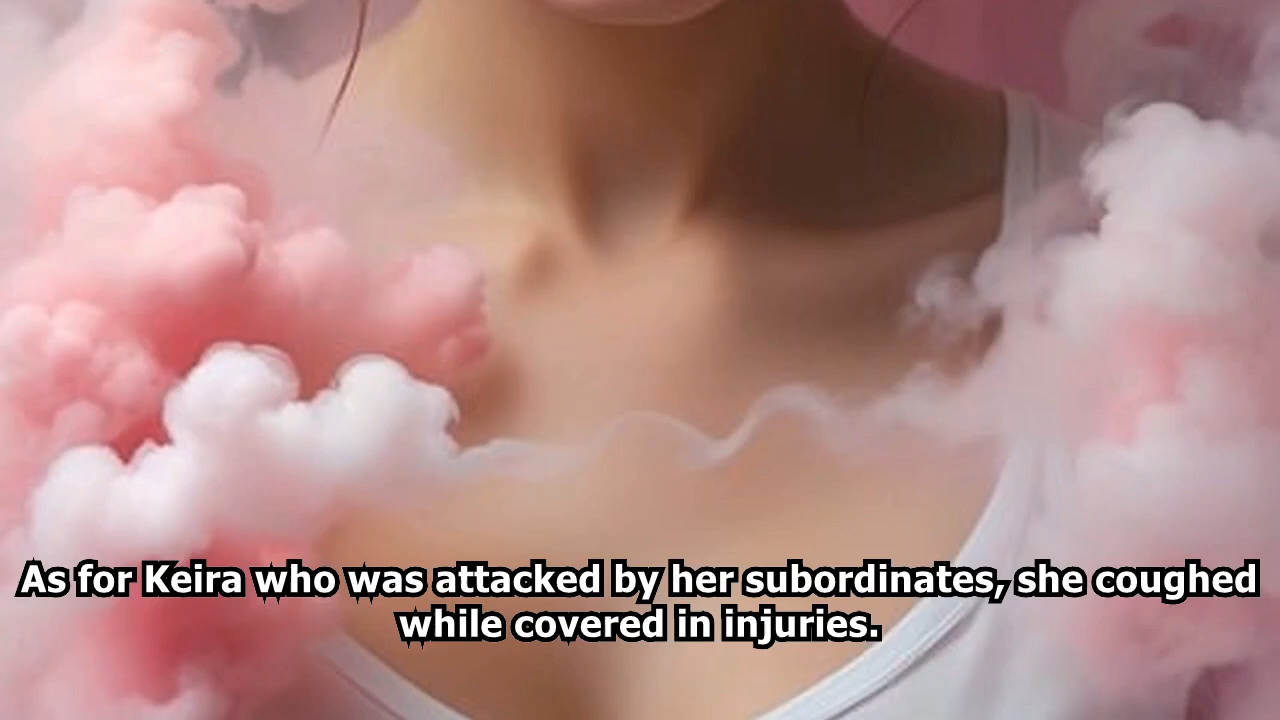 As for Keira who was attacked by her subordinates, she coughed
while covered in injuries.